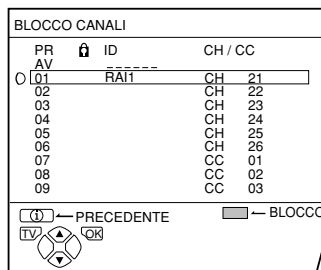 BLOCCO CANALI
PR ID CH / CC
AV ------
01 RAI1 CH 21
02 CH 22
03 CH 23
04 CH 24
05 CH 25
06 CH 26
07 CC 01
08 CC 02
09 CC 03
i PRECEDENTE BLOCCO
TV OK